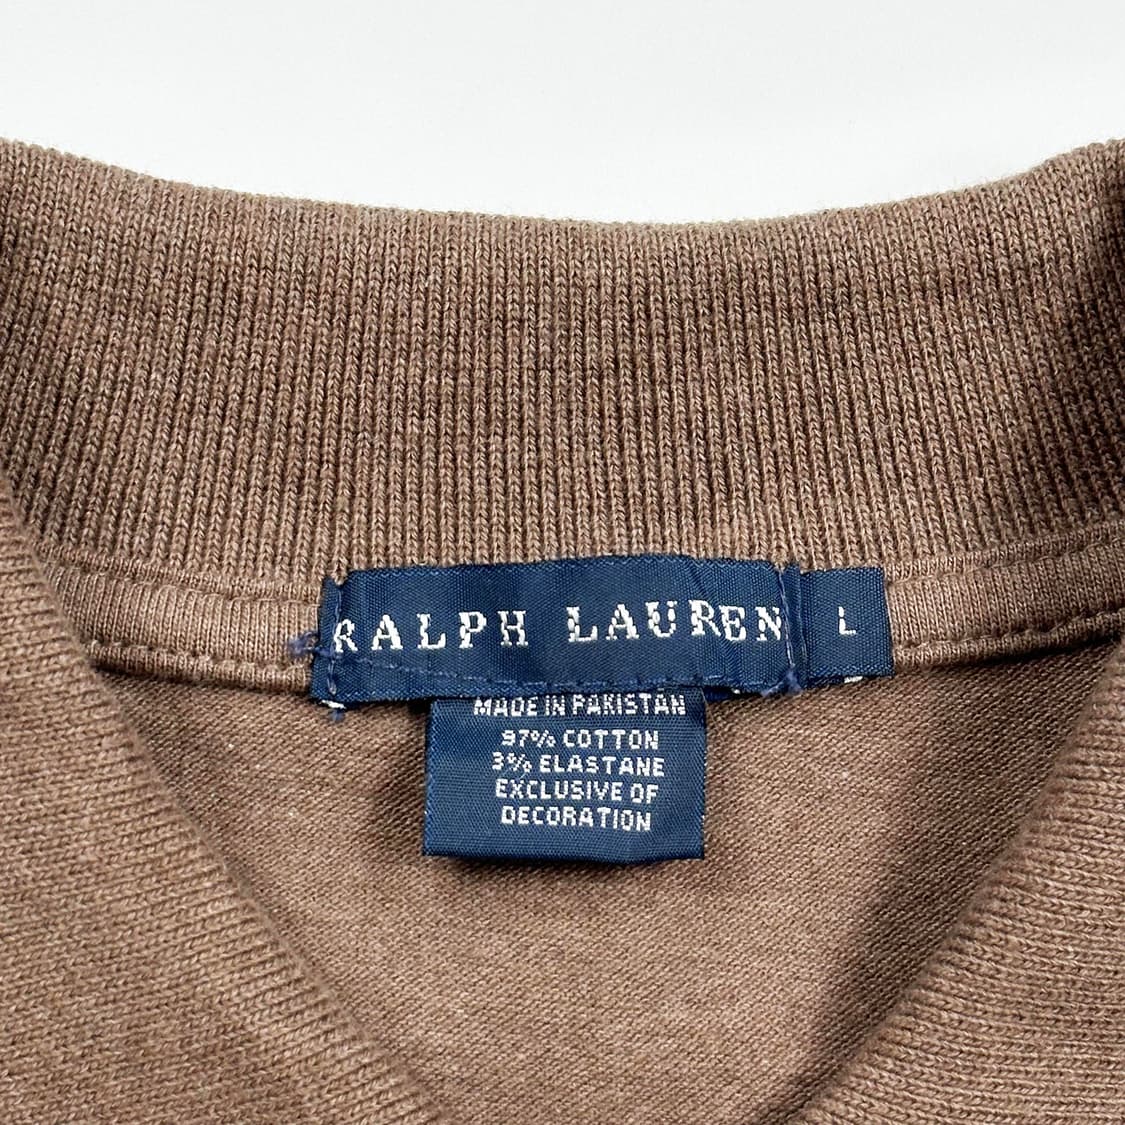 RALPH LAUREN L
MADE IN PAKISTAN
97% COTTON
3% ELASTANE
EXCLUSIVE OF
DECORATION